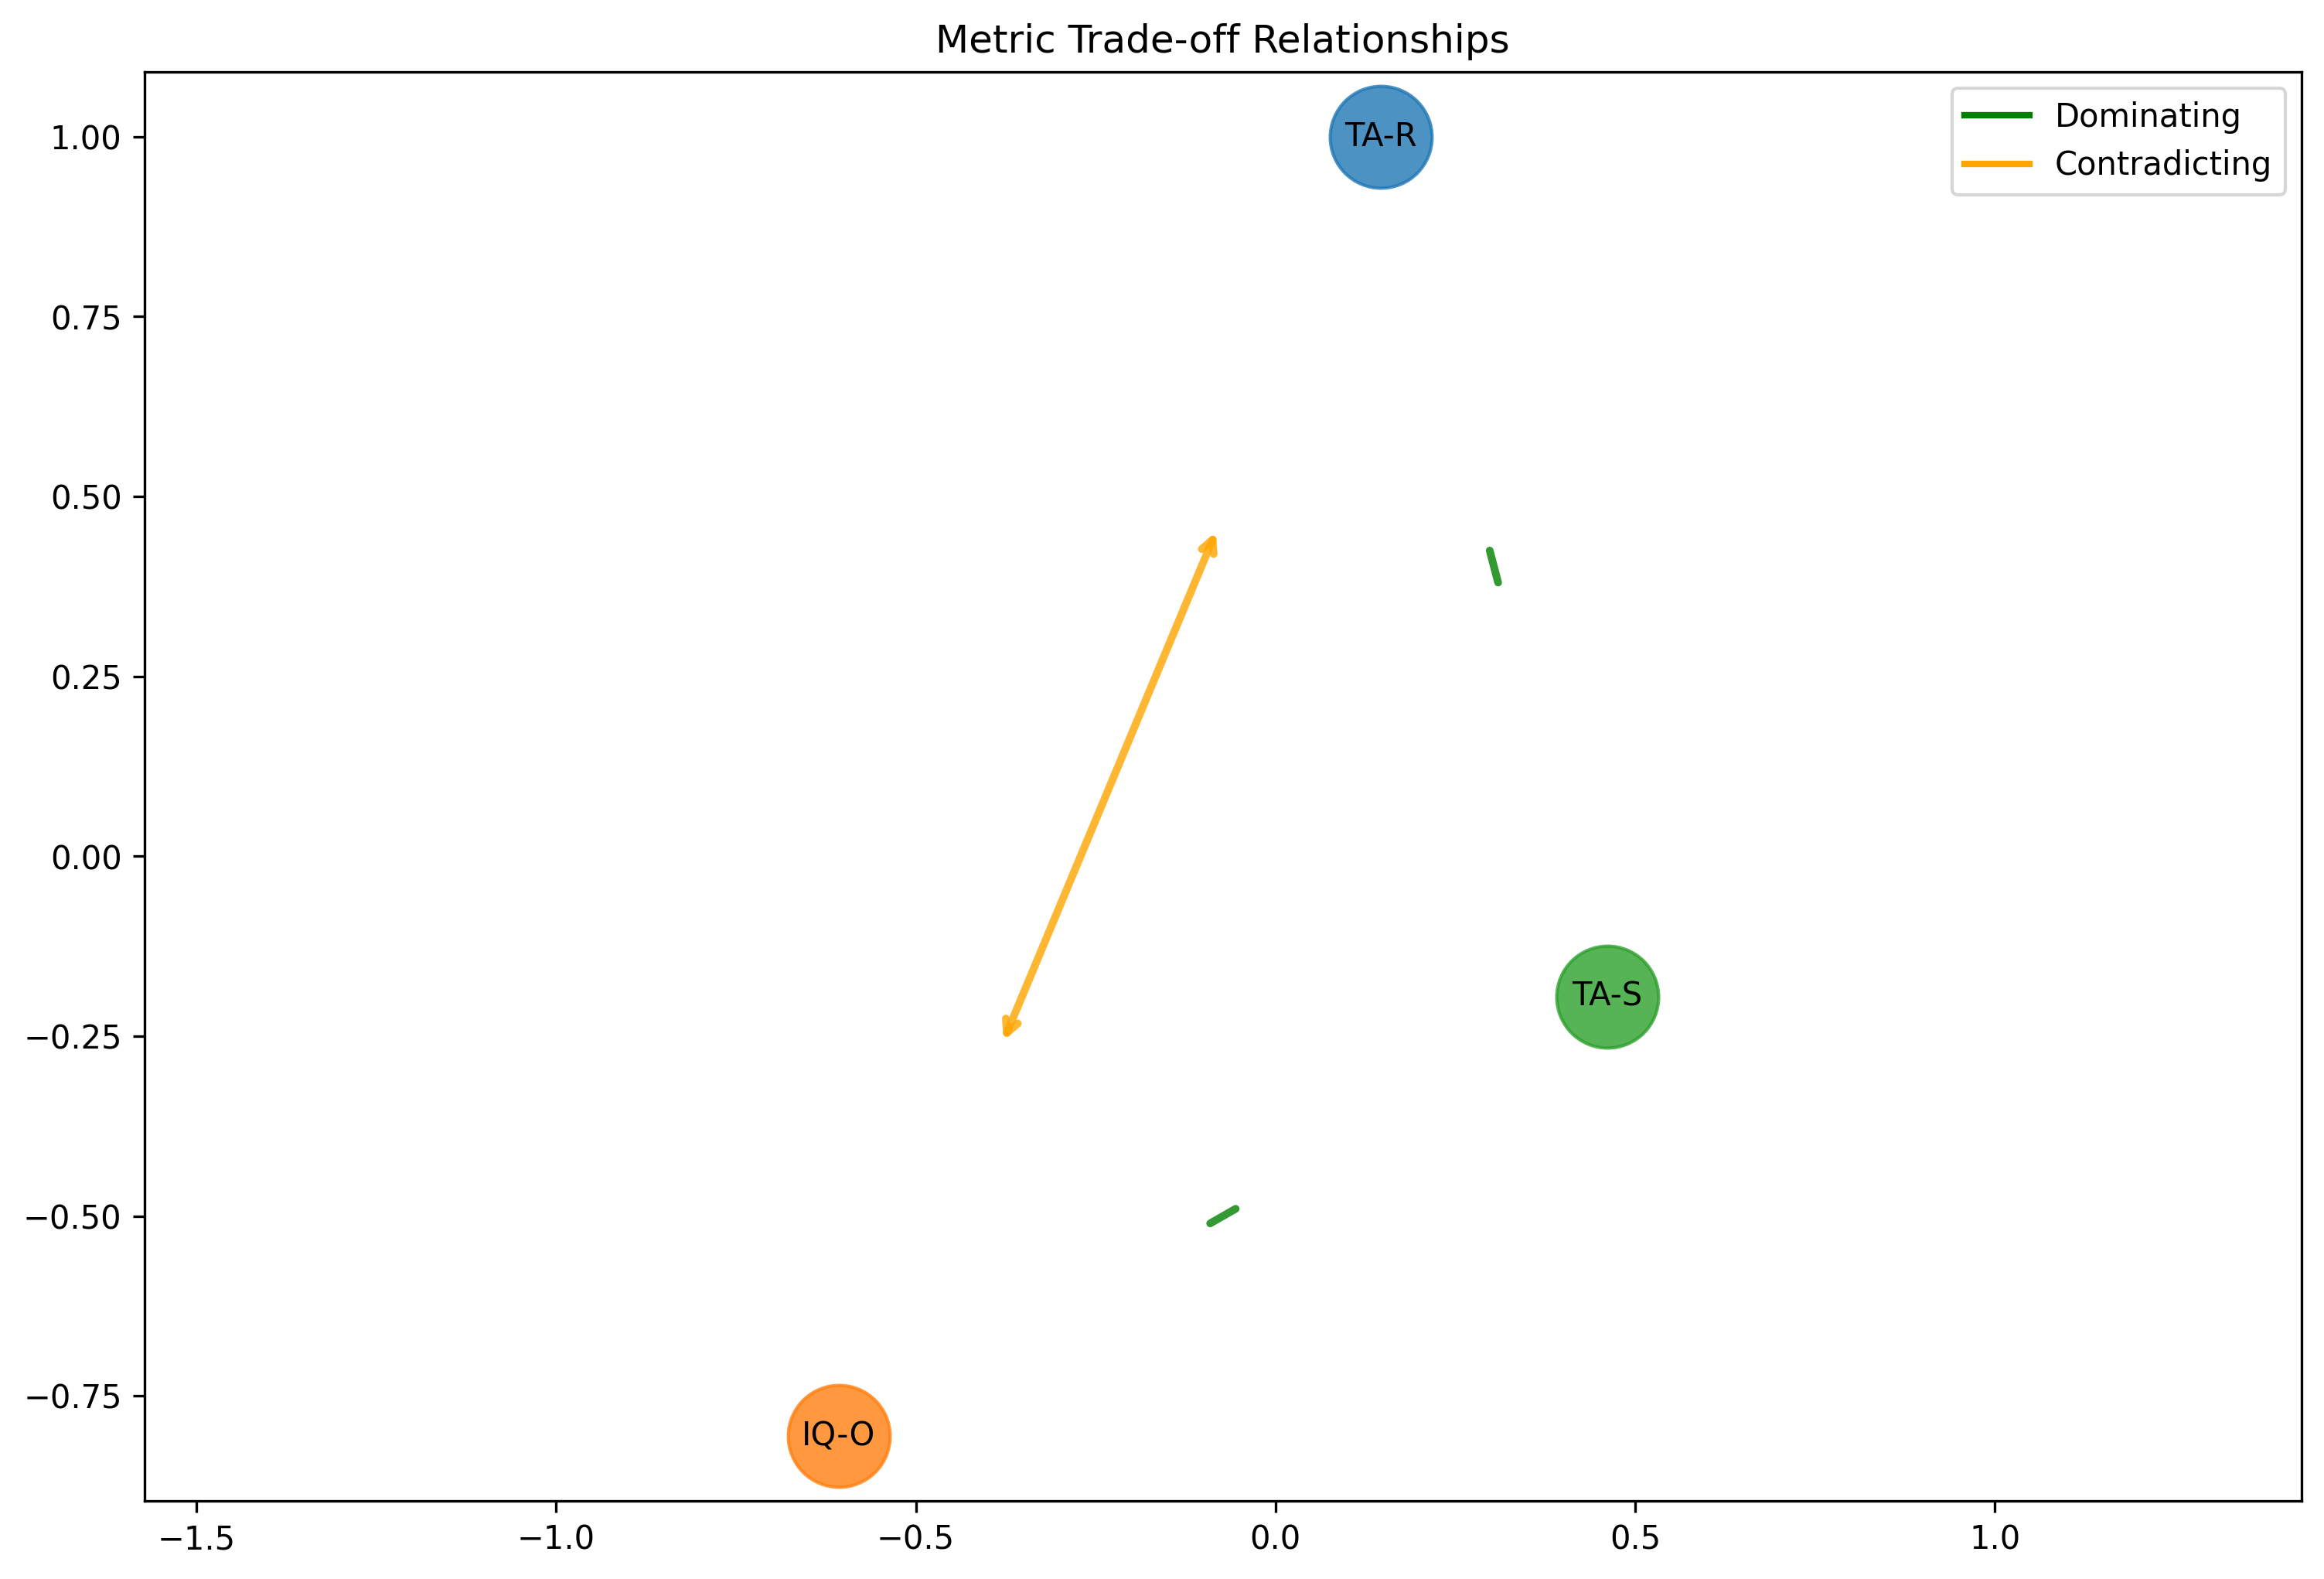 Metric Trade-off Relationships
Dominating
Contradicting
TA-R
TA-S
IQ-O
1.00
0.75
0.50
0.25
0.00
−0.25
−0.50
−0.75
−1.5
−1.0
−0.5
0.0
0.5
1.0